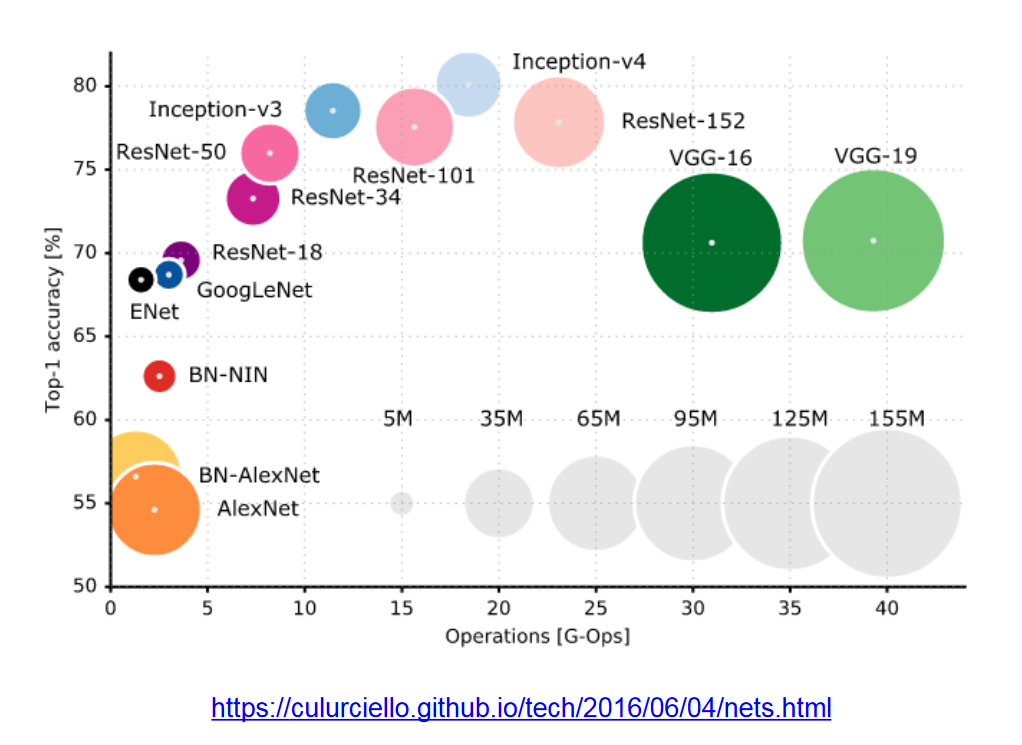 Inception-v4
80
Inception-v3
ResNet-152
ResNet-50
VGG-16
VGG-19
75
ResNet-101
ResNet-34
70
ResNet-18
GoogLeNet
ENet
65
BN-NIN
60
5M 35M 65M 95M 125M 155M
BN-AlexNet
55
AlexNet
50
0 5 10 15 20 25 30 35 40
Top-1 accuracy [%]
Operations [G-Ops]
https://culurciello.github.io/tech/2016/06/04/nets.html